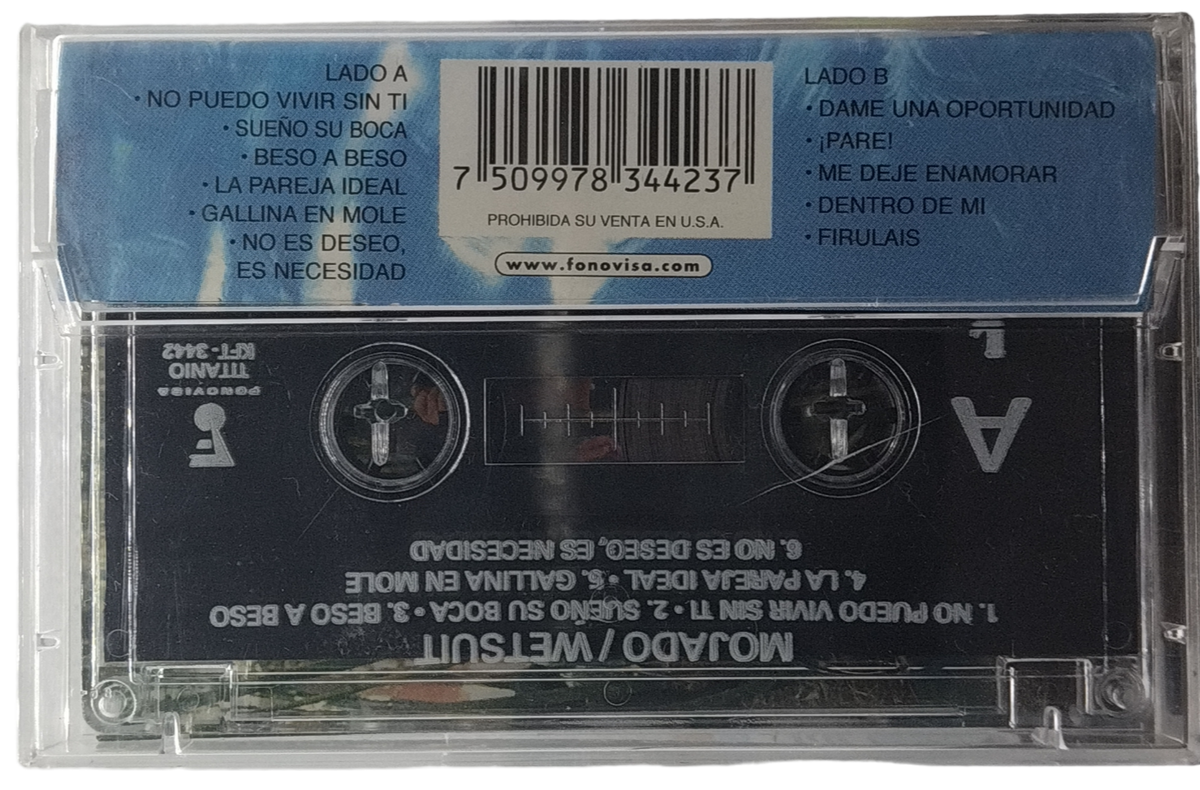 LADO A
• NO PUEDO VIVIR SIN TI
• SUEÑO SU BOCA
• BESO A BESO
• LA PAREJA IDEAL
• GALLINA EN MOLE
• NO ES DESEO,
ES NECESIDAD
7 509978 344237
PROHIBIDA SU VENTA EN U.S.A.
www.fonovisa.com
LADO B
• DAME UNA OPORTUNIDAD
• ¡PARE!
• ME DEJE ENAMORAR
• DENTRO DE MI
• FIRULAIS
MOJADO / WETSUIT
1. NO PUEDO VIVIR SIN TI • 2. SUEÑO SU BOCA • 3. BESO A BESO
4. LA PAREJA IDEAL • 5. GALLINA EN MOLE
6. NO ES DESEO, ES NECESIDAD
A
FONOVISA
TITANIO
KFT-3442